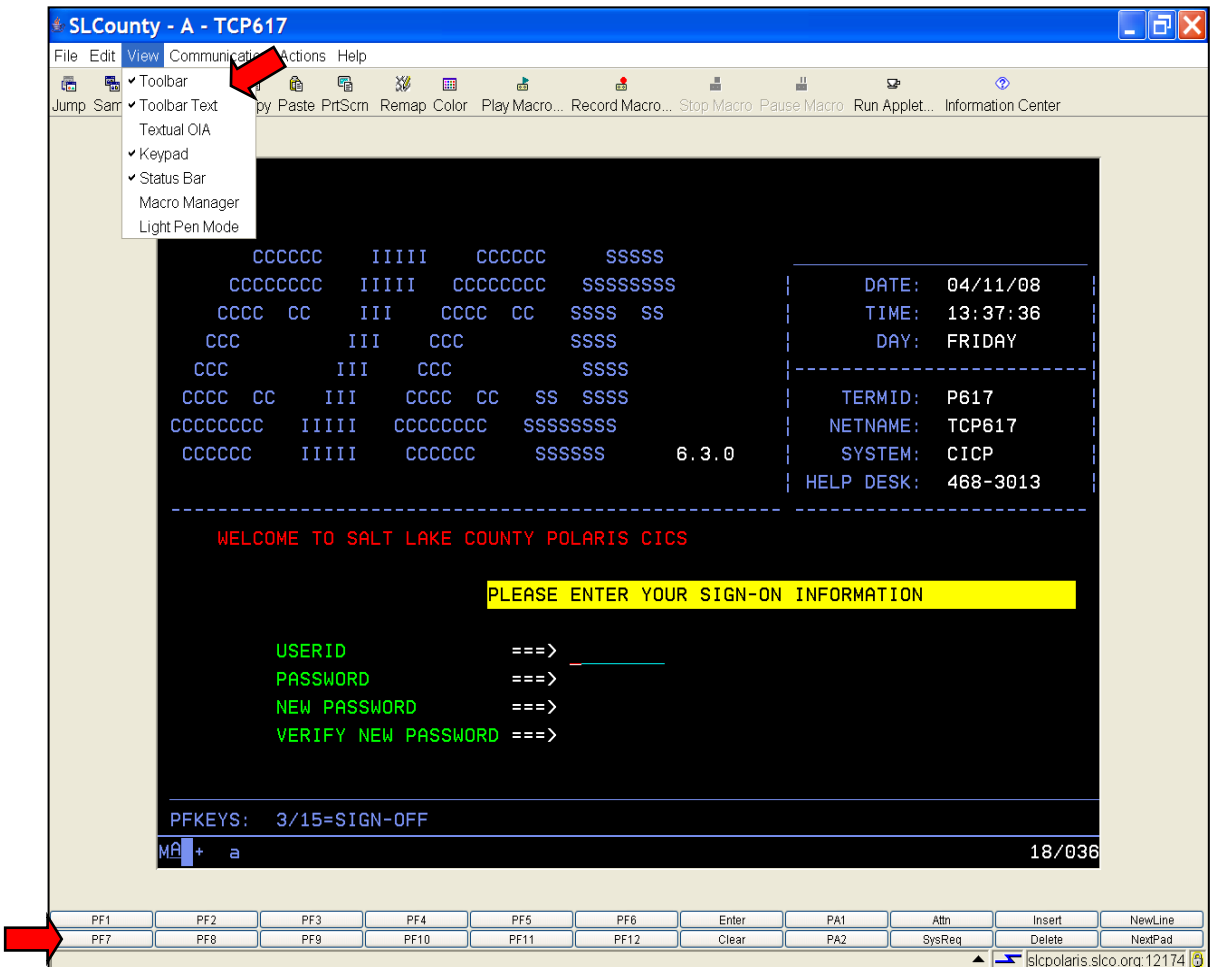 SLCounty - A - TCP617
File Edit View Communicatio Actions Help
Jump Sam py Paste PrtScrn Remap Color Play Macro... Record Macro... Stop Macro Pause Macro Run Applet... Information Center
Toolbar
Toolbar Text
Textual OIA
Keypad
Status Bar
Macro Manager
Light Pen Mode
CCCCCC IIIII CCCCCC SSSSS
CCCCCCCC IIIII CCCCCCCC SSSSSSSS DATE: 04/11/08
CCCC CC III CCCC CC SSSS SS TIME: 13:37:36
CCC III CCC SSSS DAY: FRIDAY
CCC III CCC SSSS
CCCC CC III CCCC CC SS SSSS TERMID: P617
CCCCCCCC IIIII CCCCCCCC SSSSSSSS NETNAME: TCP617
CCCCCC IIIII CCCCCC SSSSSS 6.3.0 SYSTEM: CICP
HELP DESK: 468-3013
WELCOME TO SALT LAKE COUNTY POLARIS CICS
PLEASE ENTER YOUR SIGN-ON INFORMATION
USERID ===>
PASSWORD ===>
NEW PASSWORD ===>
VERIFY NEW PASSWORD ===>
PFKEYS: 3/15=SIGN-OFF
MA + a 18/036
PF1 PF2 PF3 PF4 PF5 PF6 Enter PA1 Attn Insert NewLine
PF7 PF8 PF9 PF10 PF11 PF12 Clear PA2 SysReq Delete NextPad
slcpolaris.slco.org:12174